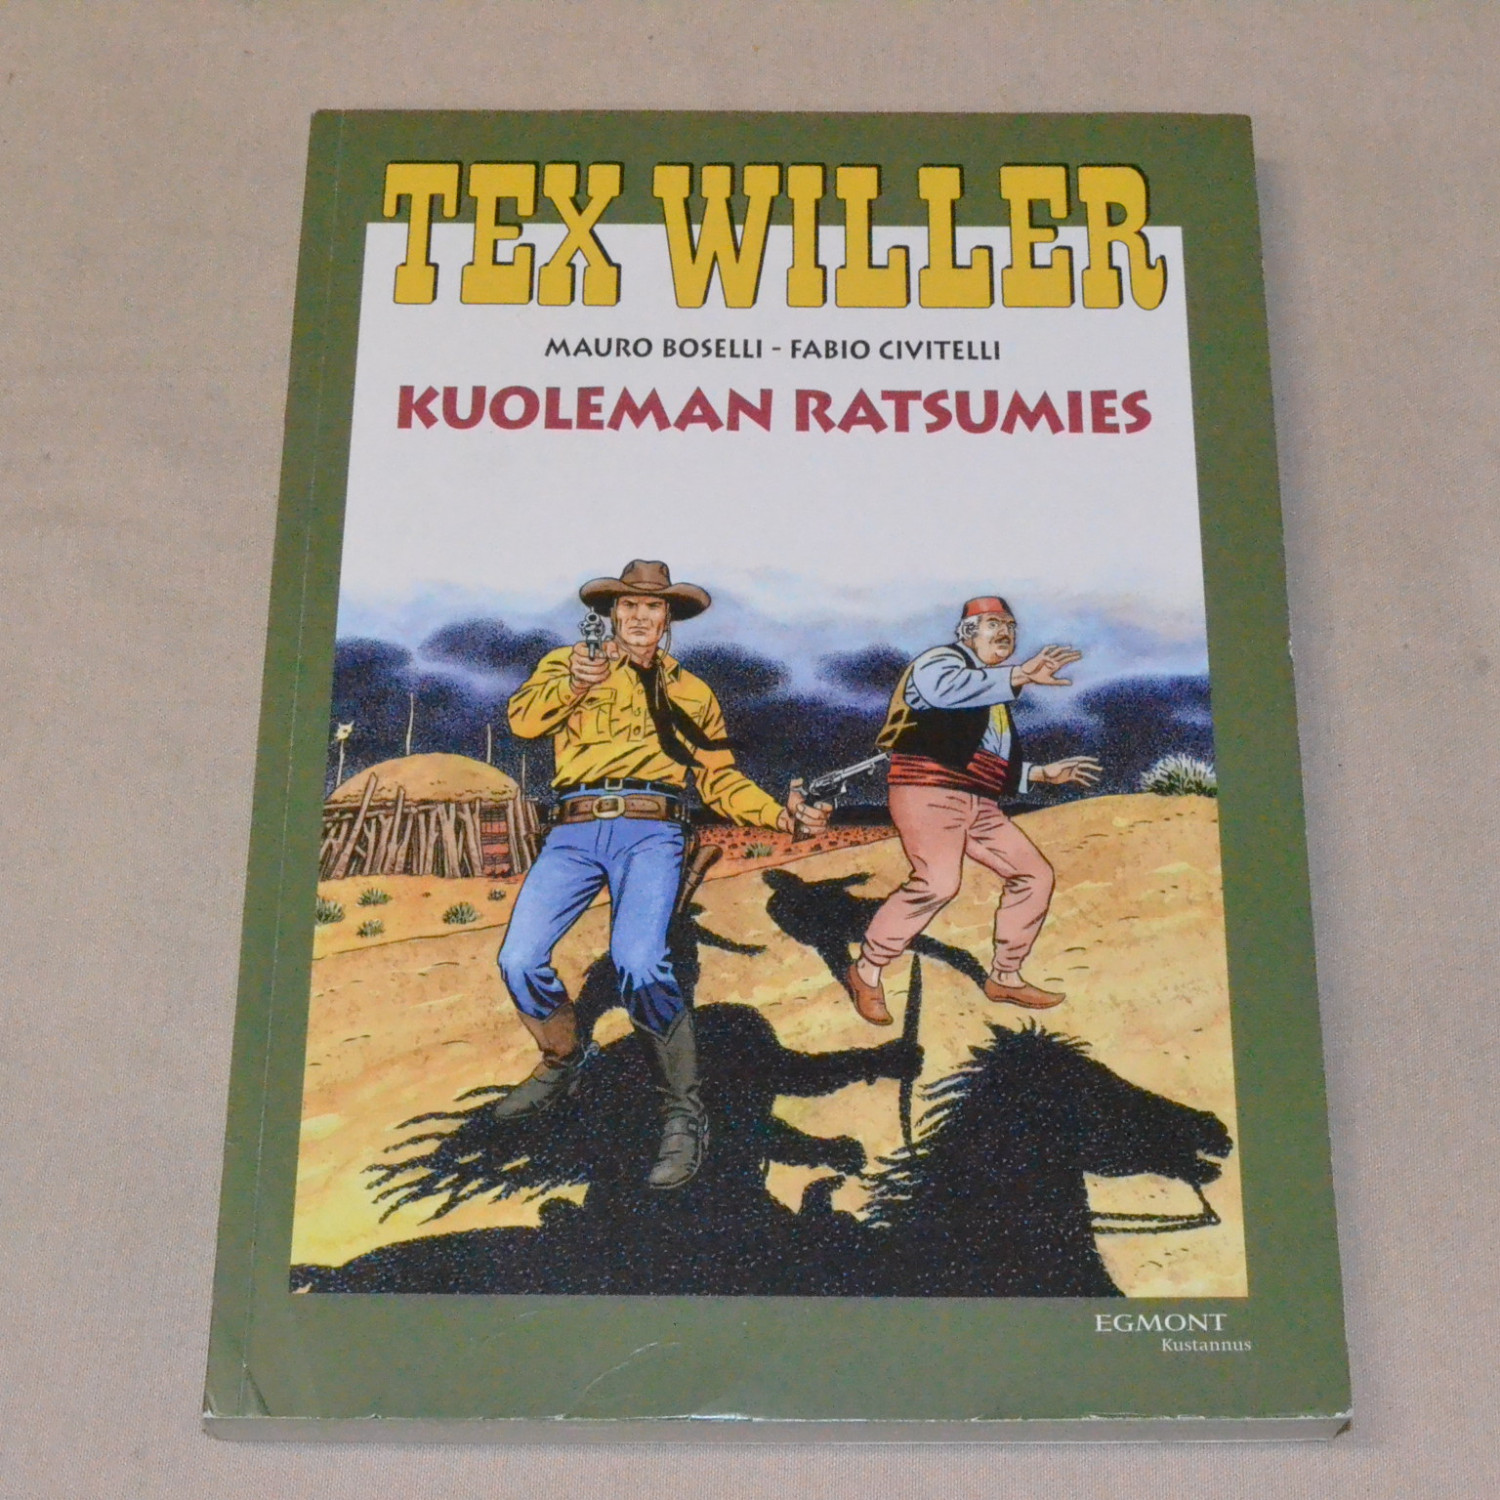 TEX WILLER
MAURO BOSELLI - FABIO CIVITELLI
KUOLEMAN RATSUMIES
EGMONT
Kustannus